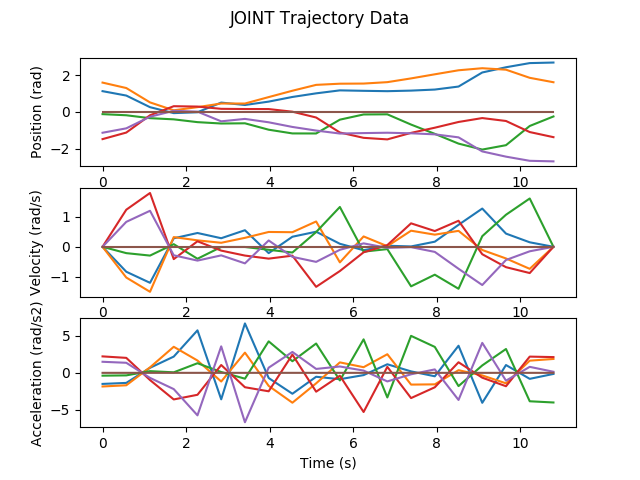 JOINT Trajectory Data
Position (rad)
2
0
−2
0 2 4 6 8 10
Velocity (rad/s)
1
0
−1
0 2 4 6 8 10
Acceleration (rad/s2)
5
0
−5
0 2 4 6 8 10
Time (s)